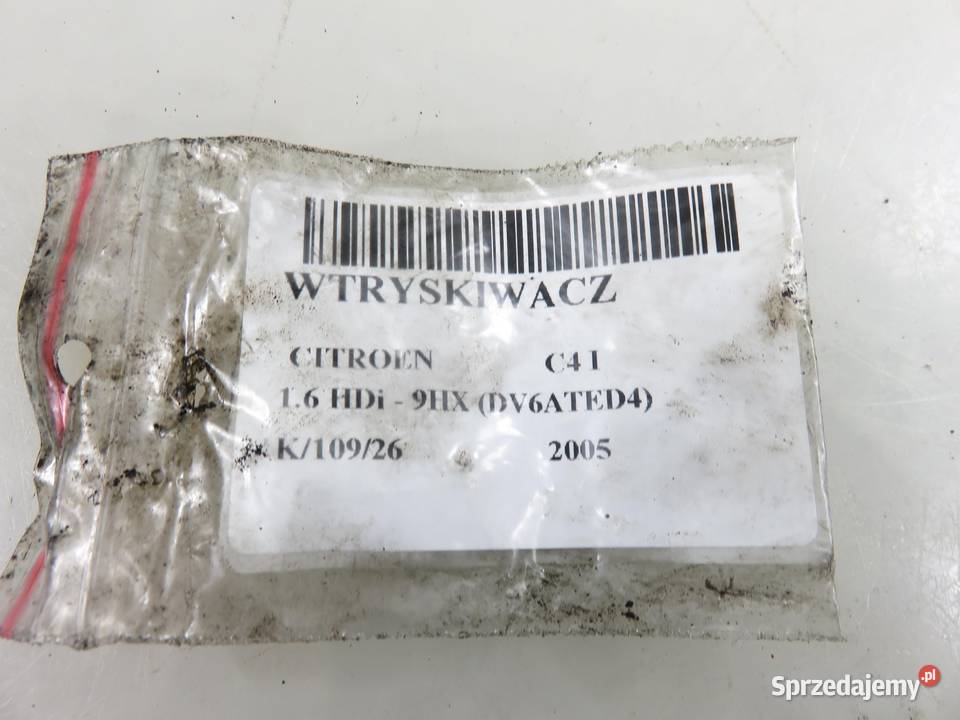 WTRYSKIWACZ
CITROEN C4 I
1.6 HDi - 9HX (DV6ATED4)
K/109/26 2005
Sprzedajemy.pl